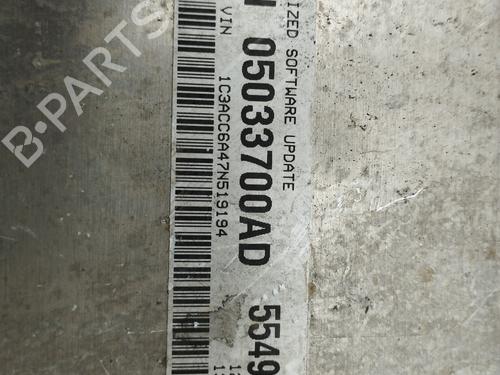 IZED SOFTWARE UPDATE
N 05033700AD 5549
VIN 1C3ACC6A47N519194
B-PARTS